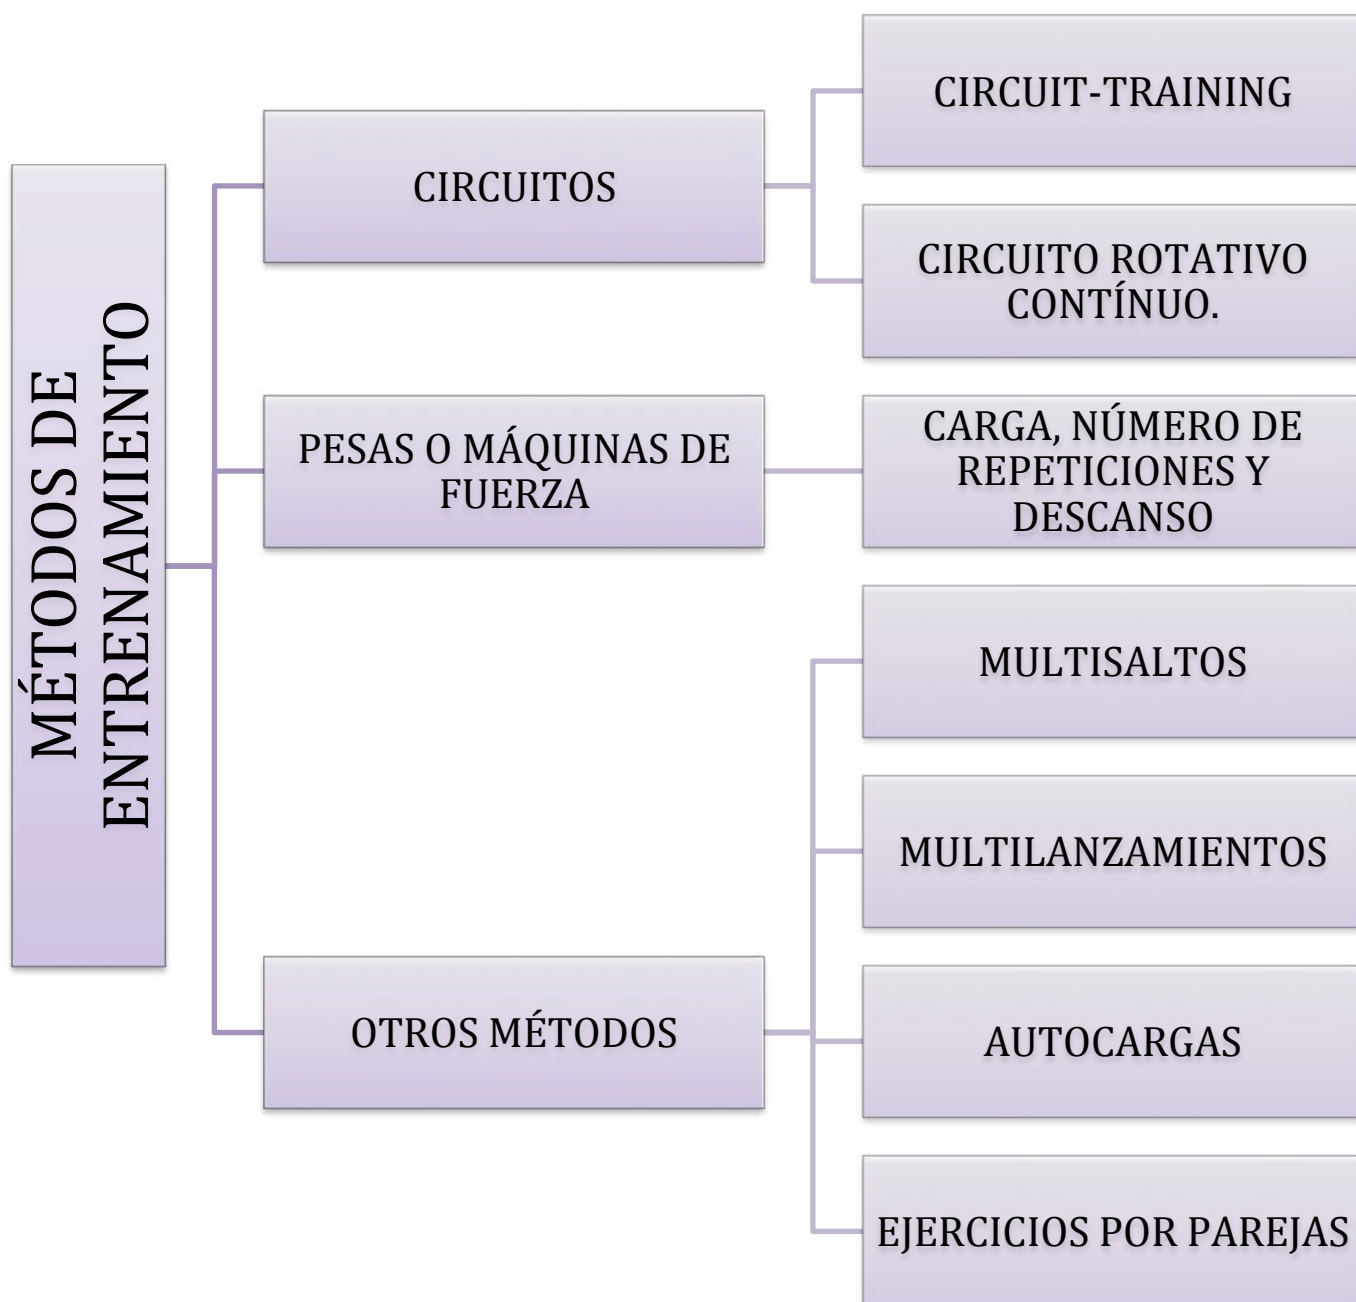 MÉTODOS DE
ENTRENAMIENTO
CIRCUITOS
CIRCUIT-TRAINING
CIRCUITO ROTATIVO
CONTÍNUO.
PESAS O MÁQUINAS DE
FUERZA
CARGA, NÚMERO DE
REPETICIONES Y
DESCANSO
OTROS MÉTODOS
MULTISALTOS
MULTILANZAMIENTOS
AUTOCARGAS
EJERCICIOS POR PAREJAS